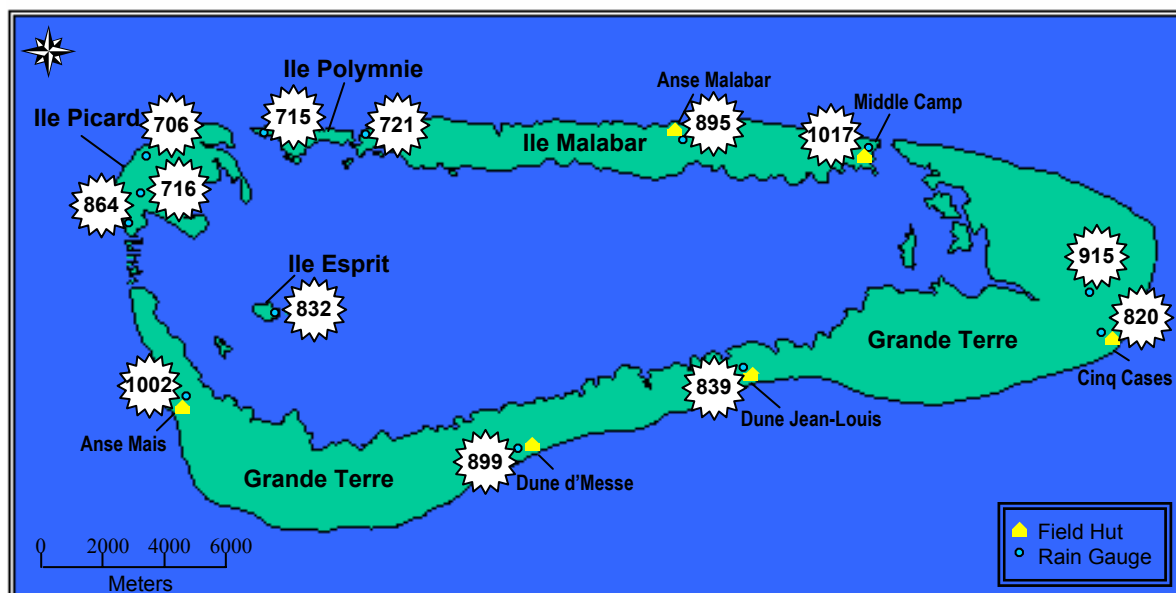 Ile Polymnie
Anse Malabar
Middle Camp
Ile Picard
706
715
721
Ile Malabar
895
1017
864
716
Ile Esprit
832
915
820
Grande Terre
Cinq Cases
1002
Anse Mais
839
Dune Jean-Louis
Grande Terre
899
Dune d’Messe
0 2000 4000 6000
Meters
Field Hut
Rain Gauge